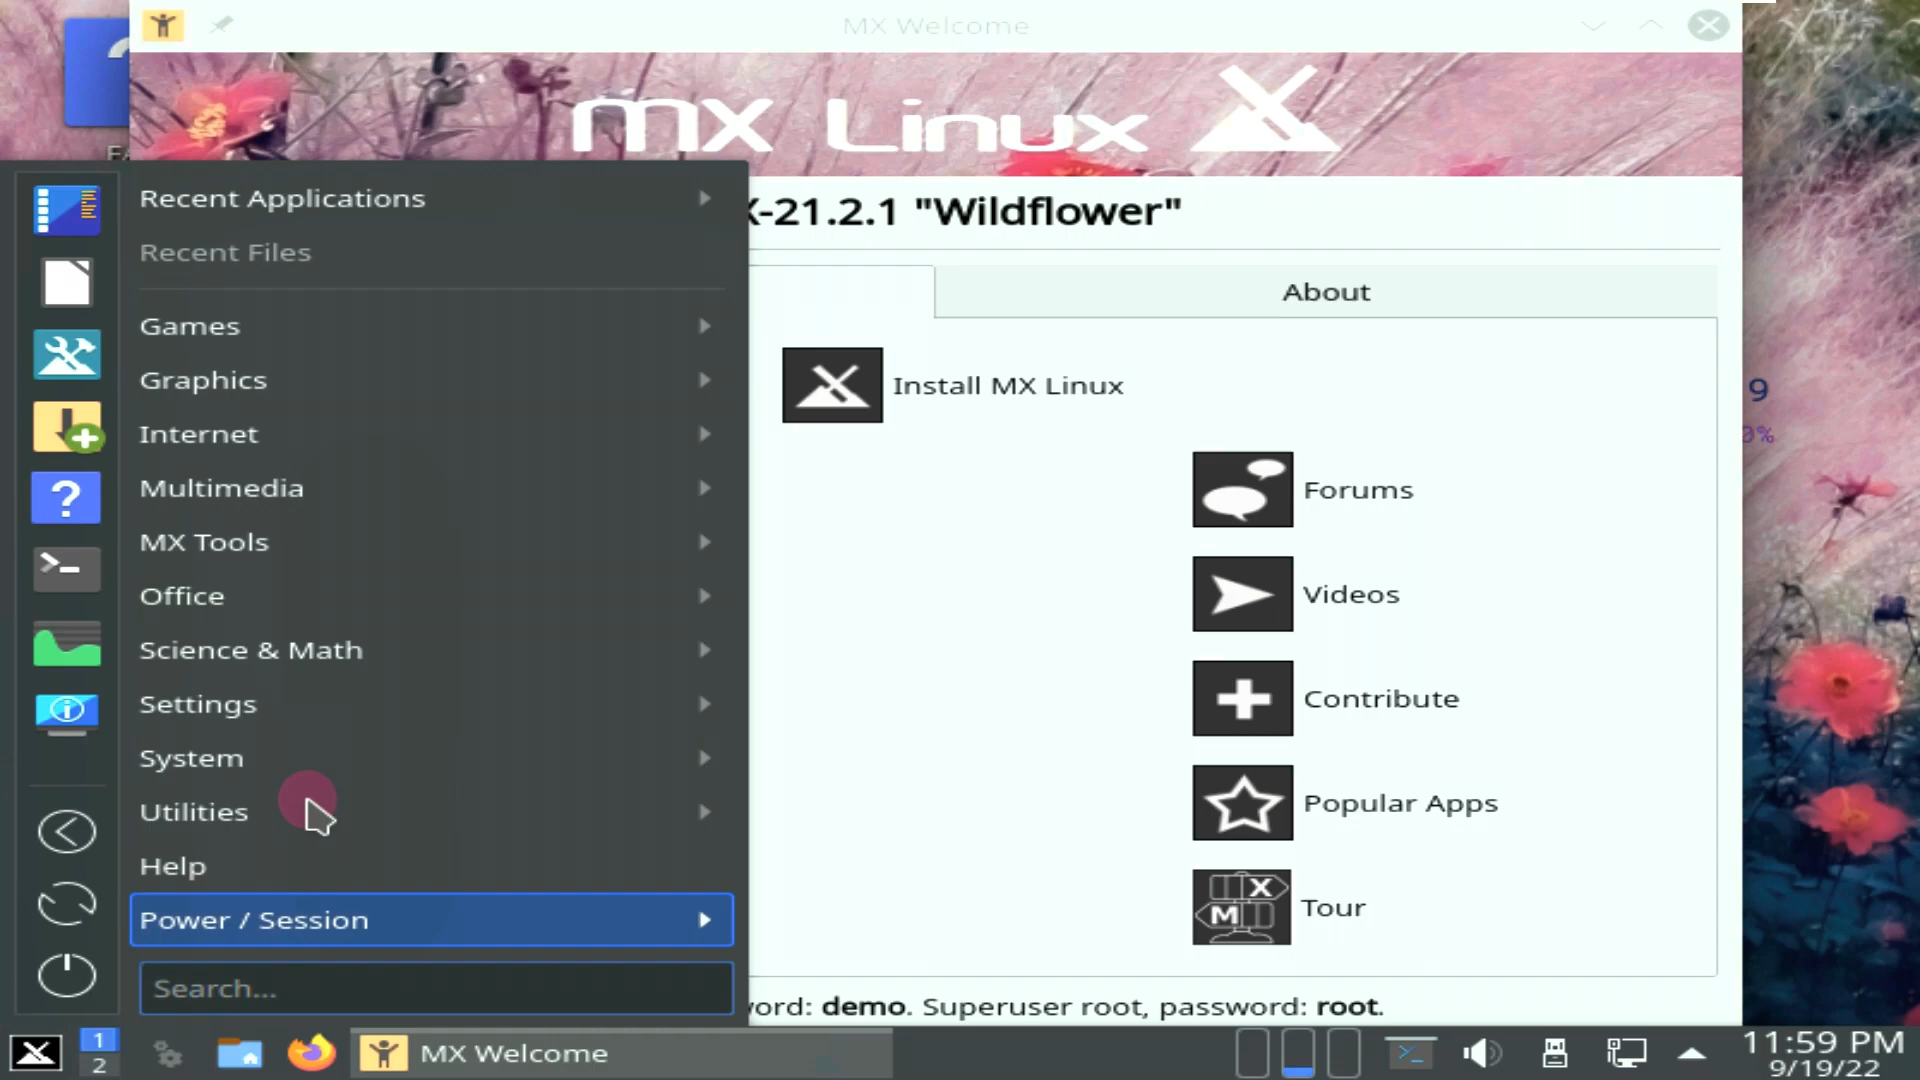 MX Welcome
MX Linux
X-21.2.1 "Wildflower"
Recent Applications
Recent Files
Games
Graphics
Internet
Multimedia
MX Tools
Office
Science & Math
Settings
System
Utilities
Help
Power / Session
Search...
About
Install MX Linux
Forums
Videos
Contribute
Popular Apps
X
M
Tour
ord: demo. Superuser root, password: root.
9
0%
1
2
MX Welcome
11:59 PM
9/19/22